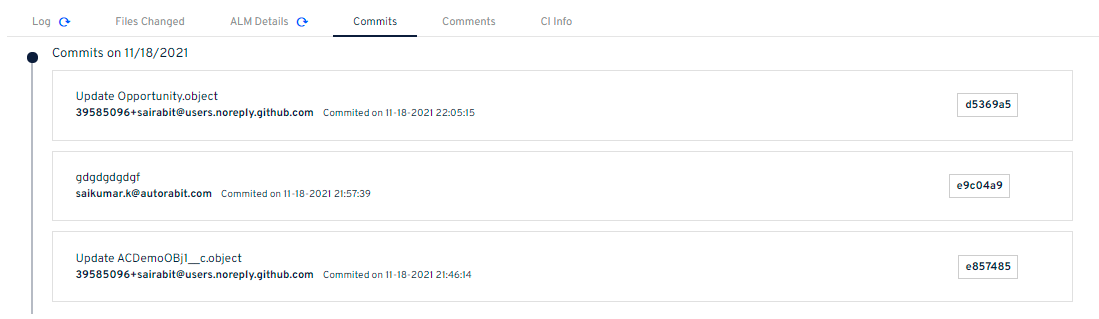 Log Files Changed ALM Details Commits Comments CI Info
Commits on 11/18/2021
Update Opportunity.object
39585096+sairabit@users.noreply.github.com Commited on 11-18-2021 22:05:15
d5369a5
gdgdgdgdgf
saikumar.k@autorabit.com Commited on 11-18-2021 21:57:39
e9c04a9
Update ACDemoOBj1__c.object
39585096+sairabit@users.noreply.github.com Commited on 11-18-2021 21:46:14
e857485